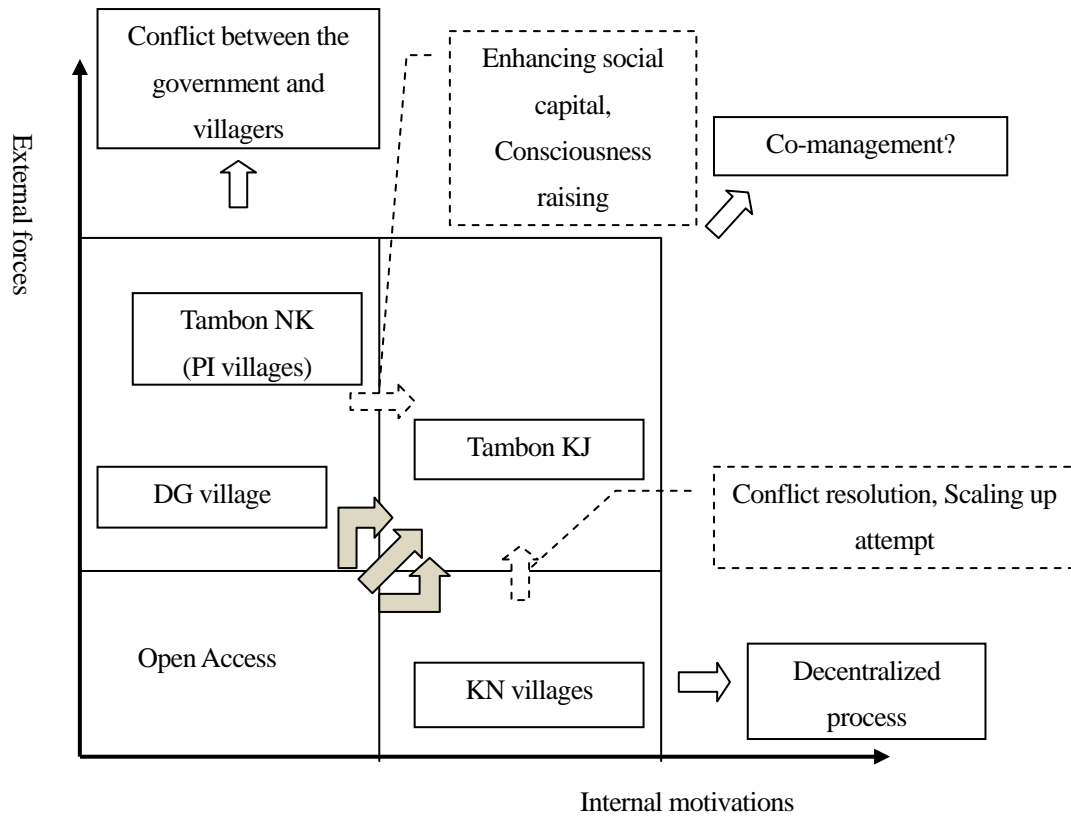 Conflict between the
government and
villagers
Enhancing social
capital,
Consciousness
raising
Co-management?
External forces
Tambon NK
(PI villages)
Tambon KJ
DG village
Conflict resolution, Scaling up
attempt
Open Access
KN villages
Decentralized
process
Internal motivations